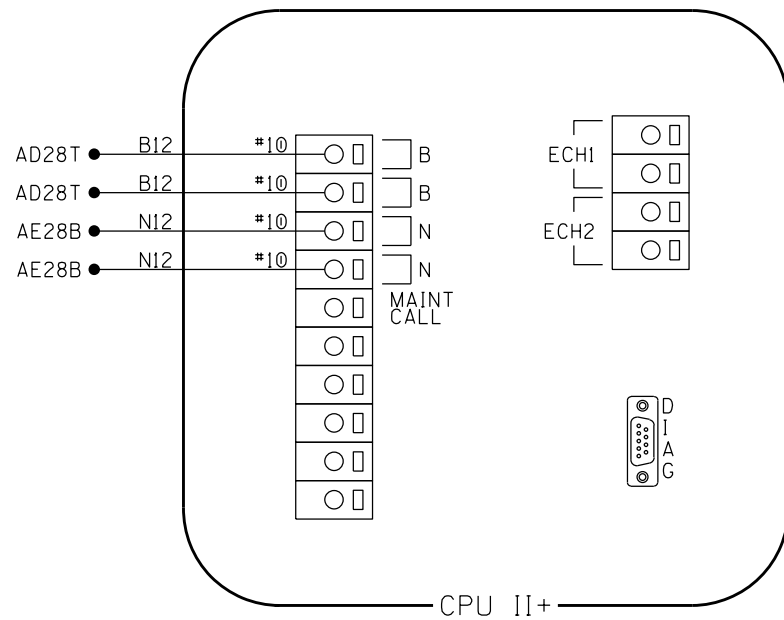 AD28T B12 #10 B
AD28T B12 #10 B
AE28B N12 #10 N
AE28B N12 #10 N
MAINT
CALL
ECH1
ECH2
D
I
A
G
CPU II+